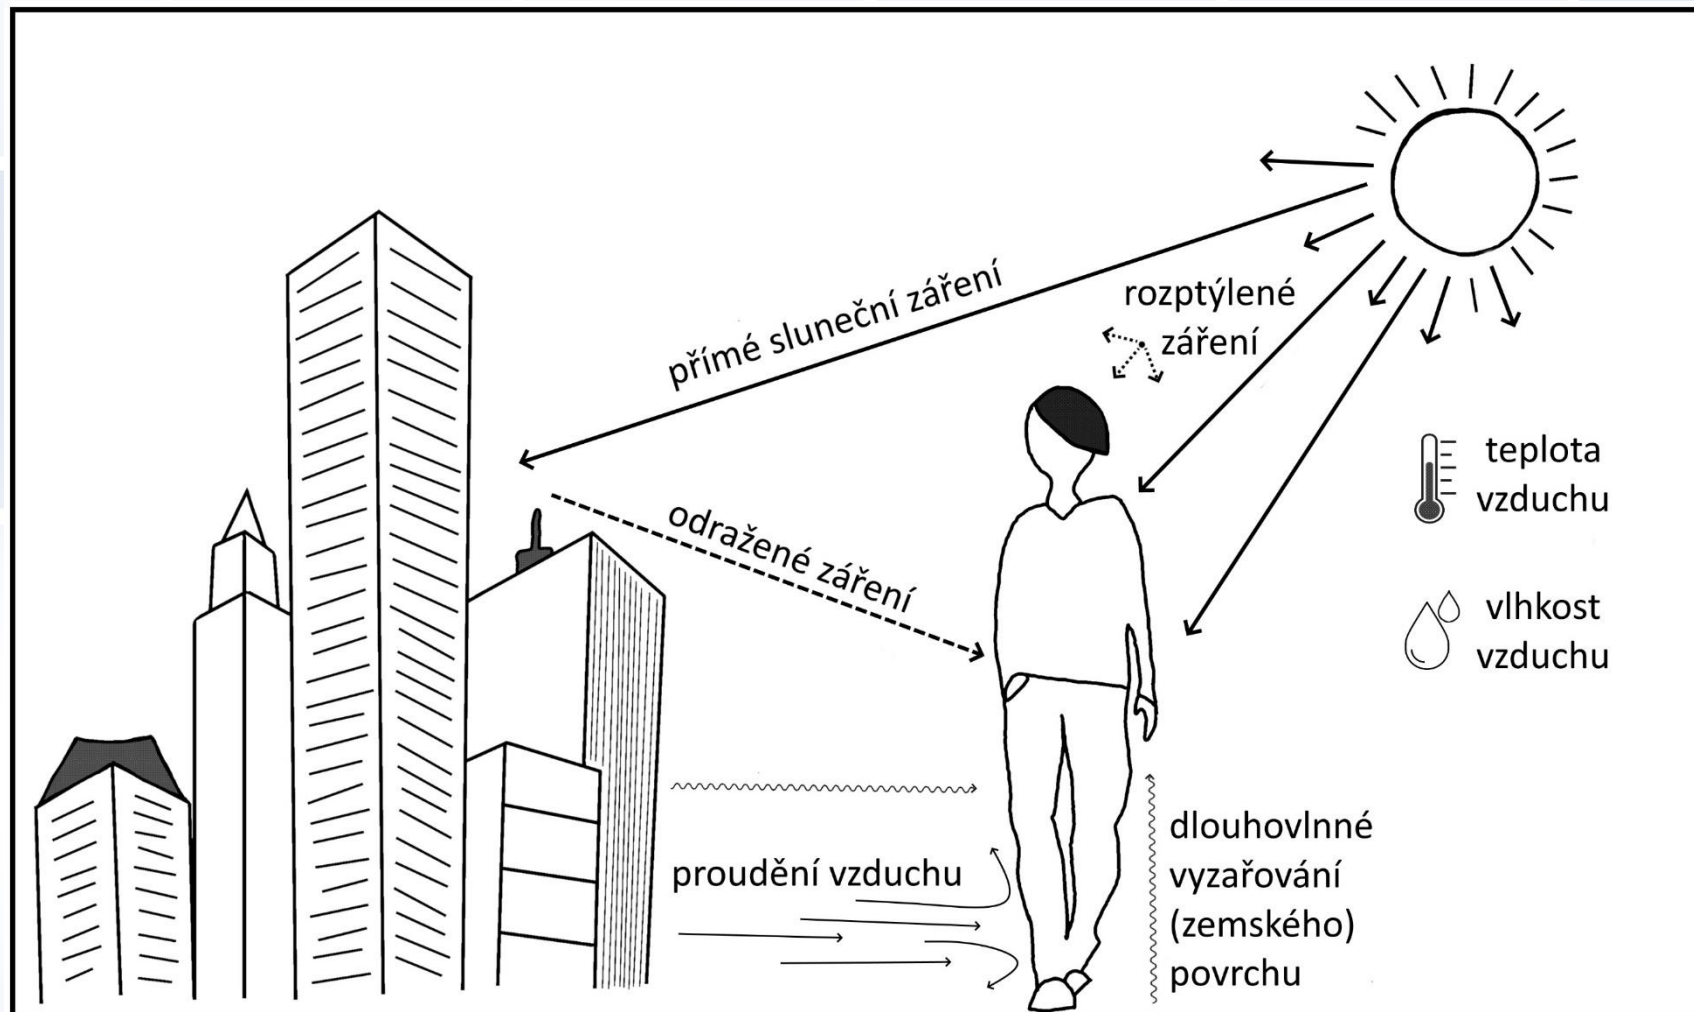 přímé sluneční záření
rozptýlené
záření
odražené záření
teplota
vzduchu
vlhkost
vzduchu
proudění vzduchu
dlouhovlnné
vyzařování
(zemského)
povrchu